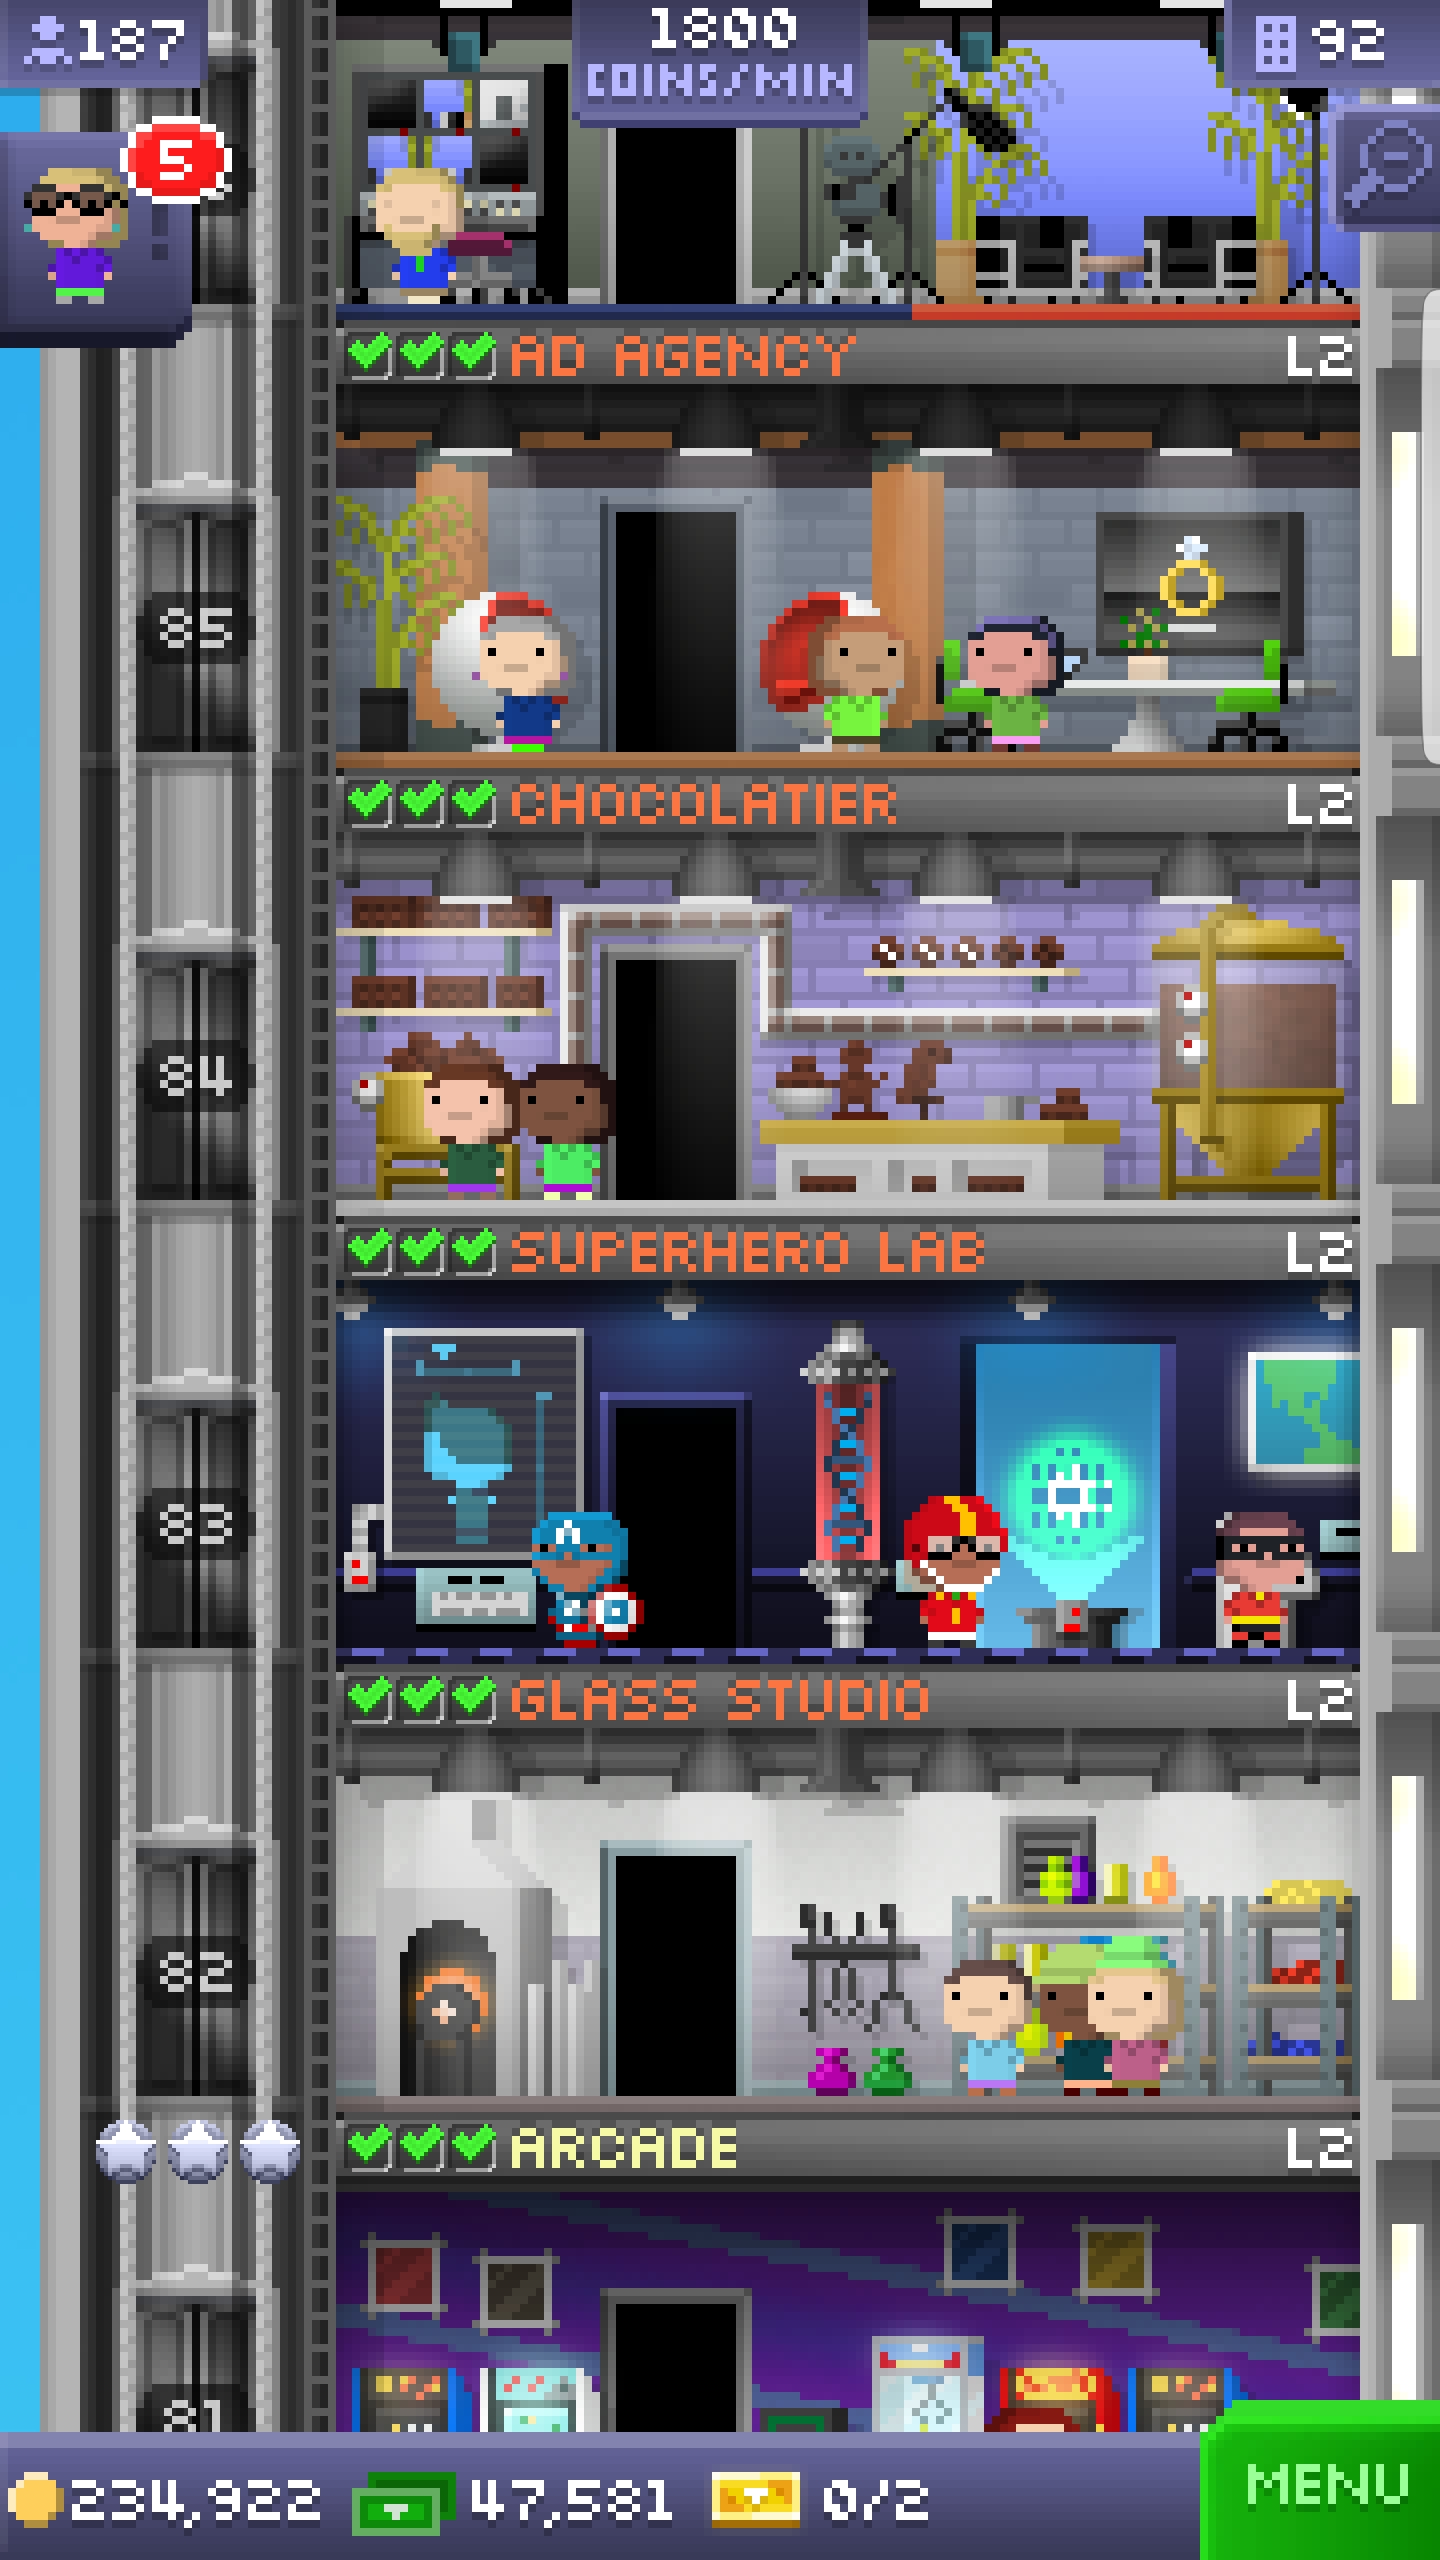 187
1800
COINS/MIN
92
5
AD AGENCY L2
85
CHOCOLATIER L2
84
SUPERHERO LAB L2
83
A
GLASS STUDIO L2
82
ARCADE L2
81
234,922 47,581 0/2
MENU